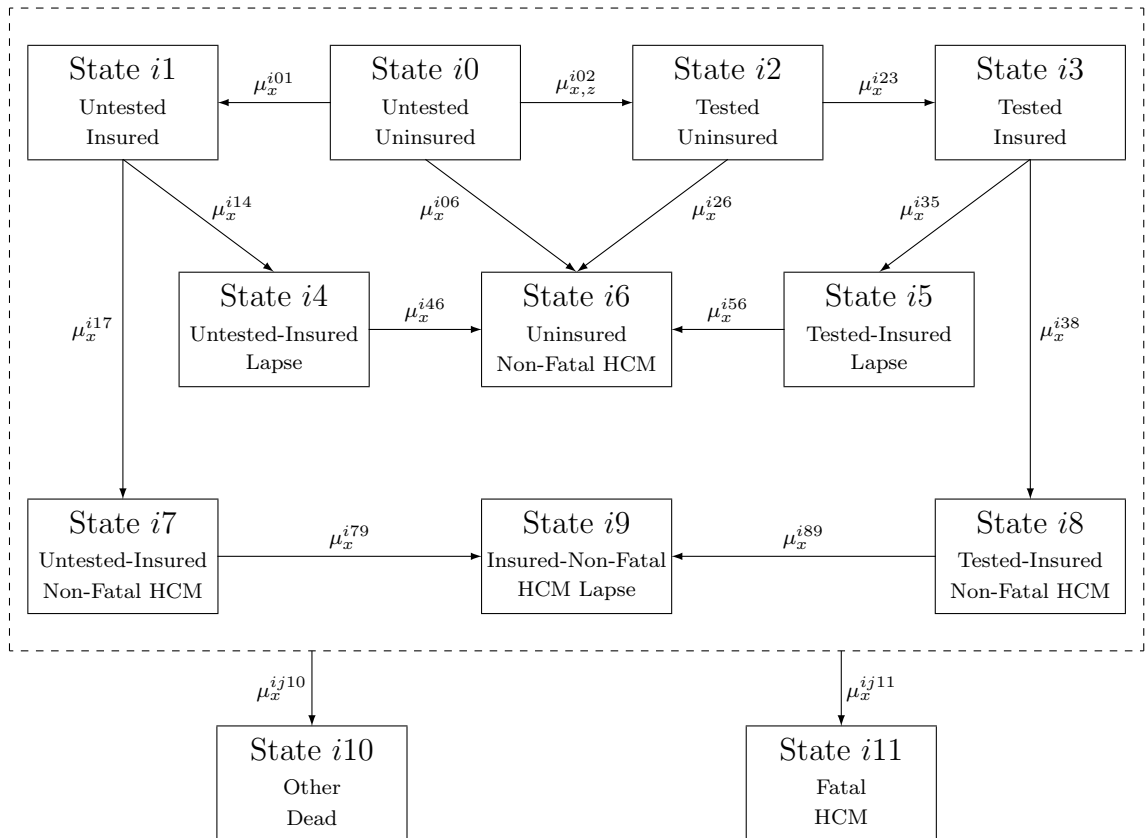 State i1
Untested
Insured
μ_x^{i01}
State i0
Untested
Uninsured
μ_{x,z}^{i02}
State i2
Tested
Uninsured
μ_x^{i23}
State i3
Tested
Insured
μ_x^{i14}
μ_x^{i06}
μ_x^{i26}
μ_x^{i35}
μ_x^{i17}
State i4
Untested-Insured
Lapse
μ_x^{i46}
State i6
Uninsured
Non-Fatal HCM
μ_x^{i56}
State i5
Tested-Insured
Lapse
μ_x^{i38}
State i7
Untested-Insured
Non-Fatal HCM
μ_x^{i79}
State i9
Insured-Non-Fatal
HCM Lapse
μ_x^{i89}
State i8
Tested-Insured
Non-Fatal HCM
μ_x^{ij10}
μ_x^{ij11}
State i10
Other
Dead
State i11
Fatal
HCM